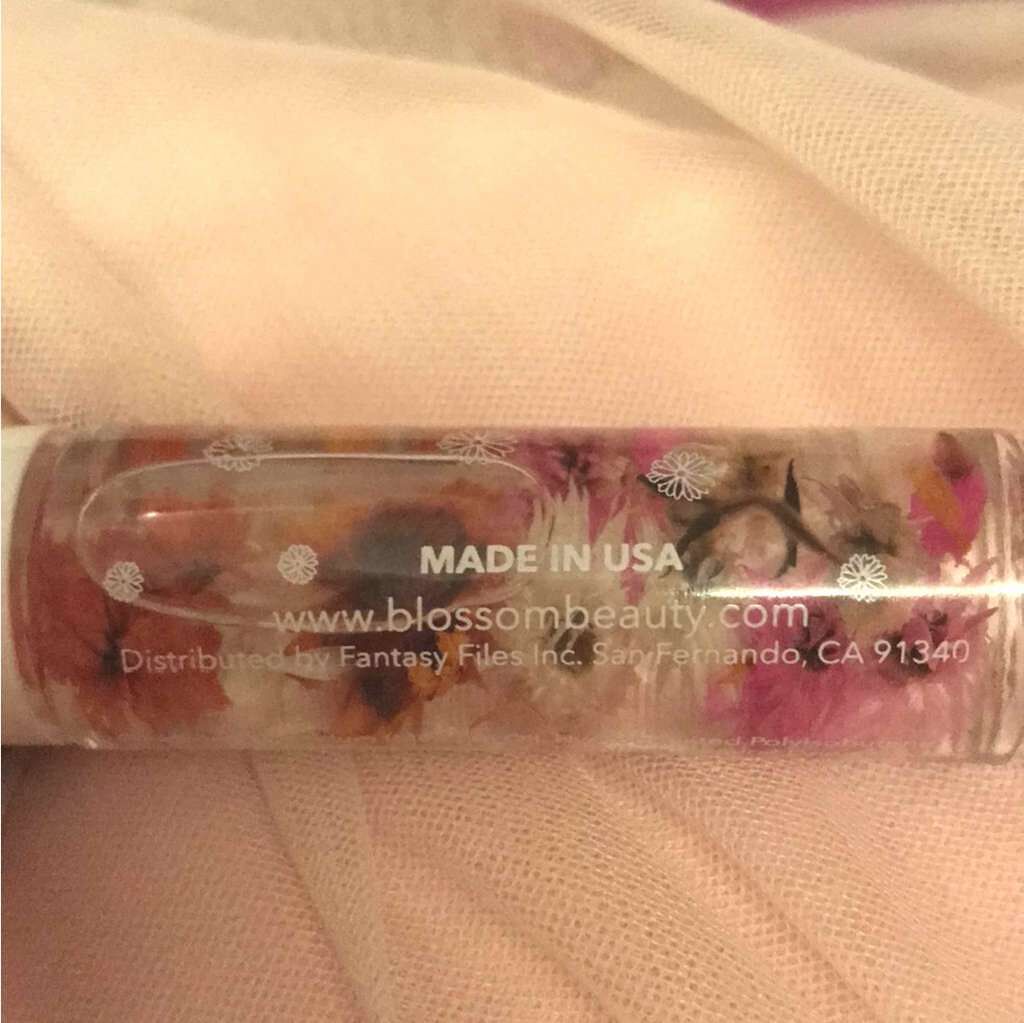 MADE IN USA
www.blossombeauty.com
Distributed by Fantasy Files Inc. San Fernando, CA 91340